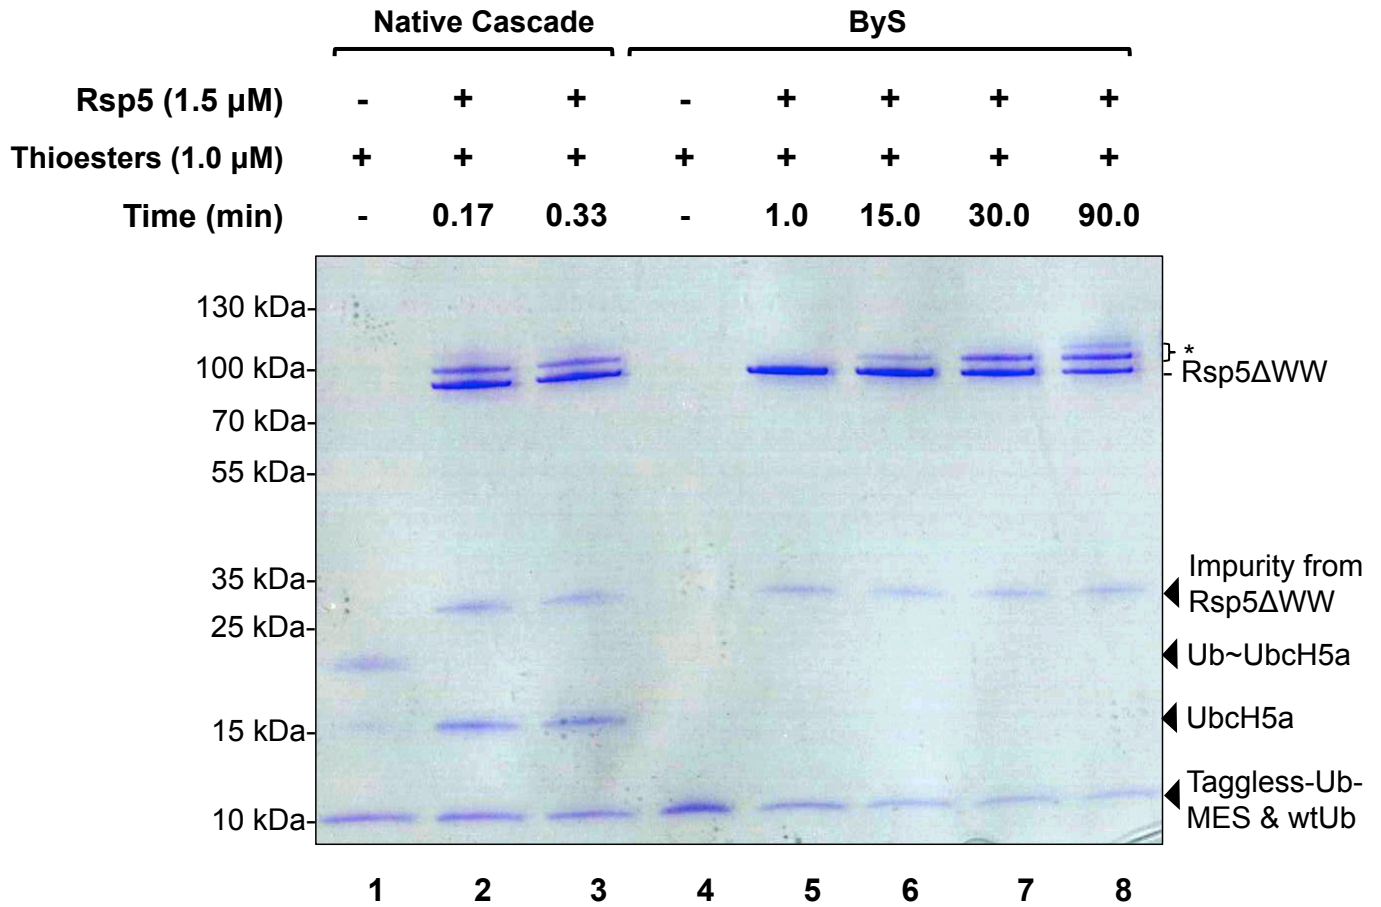 Native Cascade ByS
Rsp5 (1.5 µM) - + + - + + + +
Thioesters (1.0 µM) + + + + + + + +
Time (min) - 0.17 0.33 - 1.0 15.0 30.0 90.0
130 kDa-
*
100 kDa-
- Rsp5ΔWW
70 kDa-
55 kDa-
35 kDa-
Impurity from
Rsp5ΔWW
25 kDa-
Ub~UbcH5a
15 kDa-
UbcH5a
Taggless-Ub-
MES & wtUb
10 kDa-
1 2 3 4 5 6 7 8